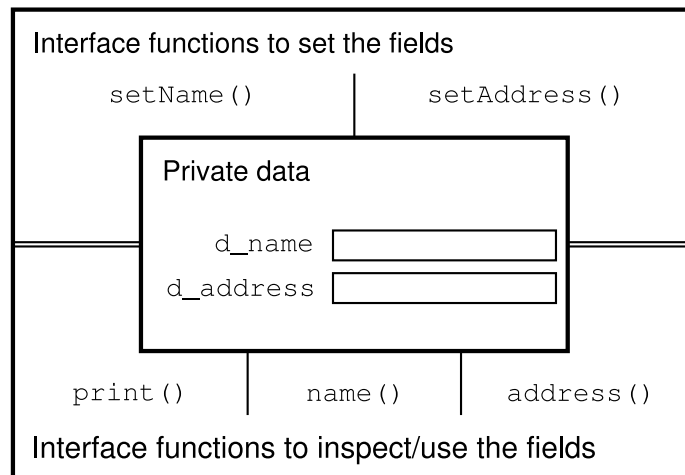 Interface functions to set the fields
setName() setAddress()
Private data
d_name
d_address
print() name() address()
Interface functions to inspect/use the fields